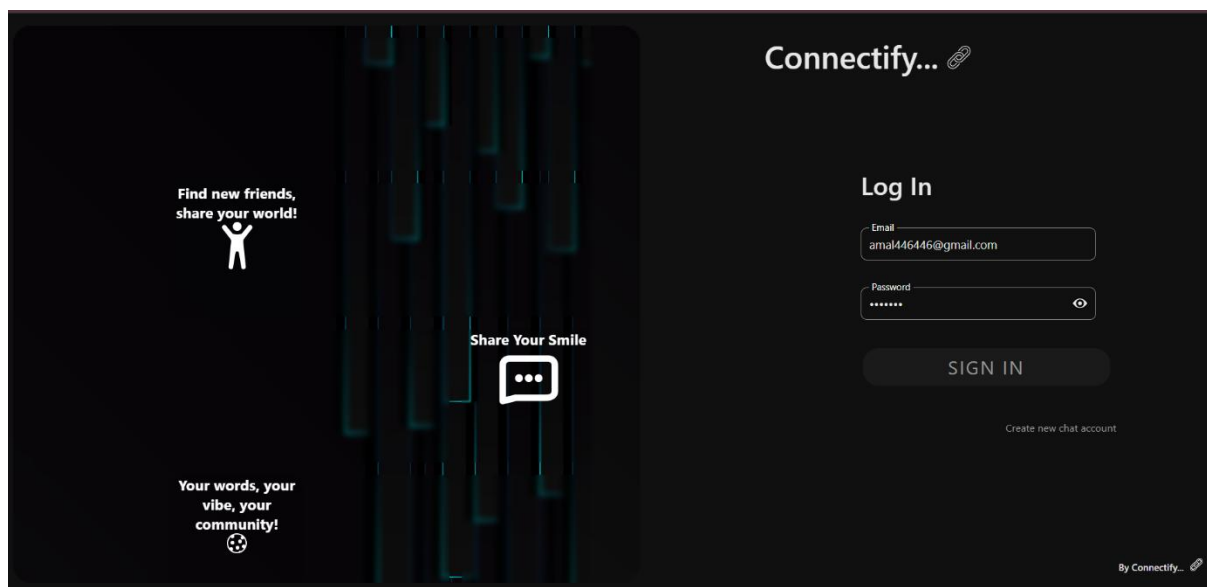 Connectify...
Find new friends,
share your world!
Share Your Smile
Your words, your
vibe, your
community!
Log In
Email
amal446446@gmail.com
Password
•••••••
SIGN IN
Create new chat account
By Connectify...